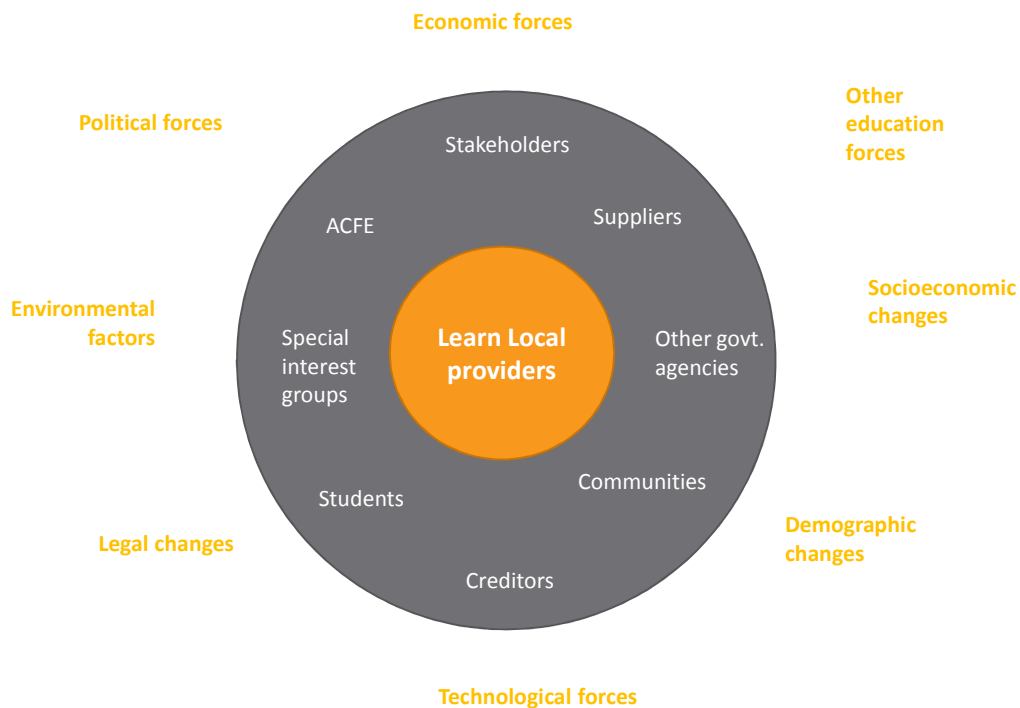 Economic forces
Political forces
Other
education
forces
Stakeholders
Suppliers
ACFE
Environmental
factors
Socioeconomic
changes
Special
interest
groups
Learn Local
providers
Other govt.
agencies
Students
Communities
Legal changes
Demographic
changes
Creditors
Technological forces